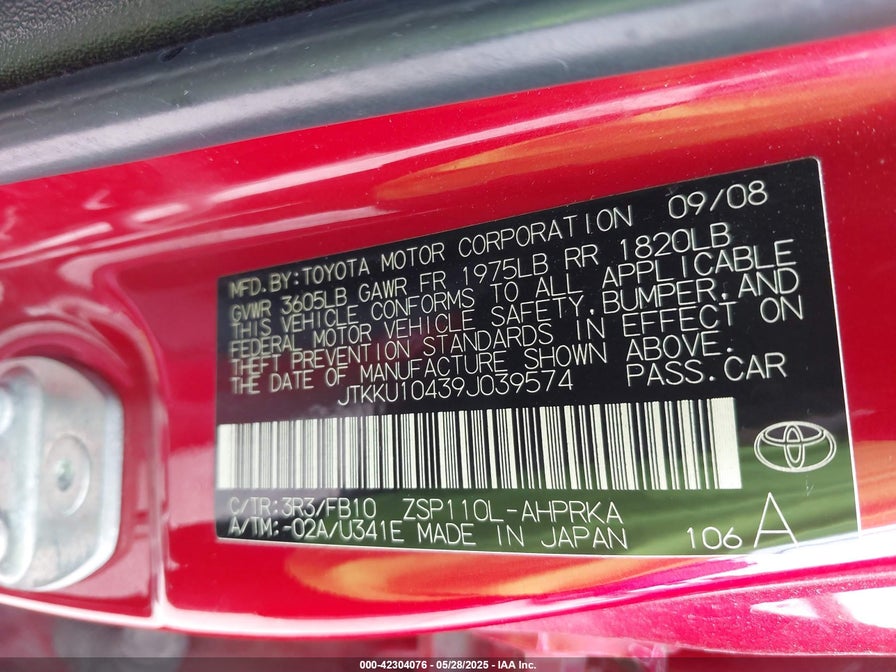 MFD.BY:TOYOTA MOTOR CORPORATION 09/08
GVWR 3605LB GAWR FR 1975LB RR 1820LB
THIS VEHICLE CONFORMS TO ALL APPLICABLE
FEDERAL MOTOR VEHICLE SAFETY,BUMPER,AND
THEFT PREVENTION STANDARDS IN EFFECT ON
THE DATE OF MANUFACTURE SHOWN ABOVE.
JTKKU10439J039574 PASS.CAR
C/TR:3R3/FB10 ZSP110L-AHPRKA
A/TM:-02A/U341E MADE IN JAPAN 106 A
000-42304076 - 05/28/2025 - IAA Inc.